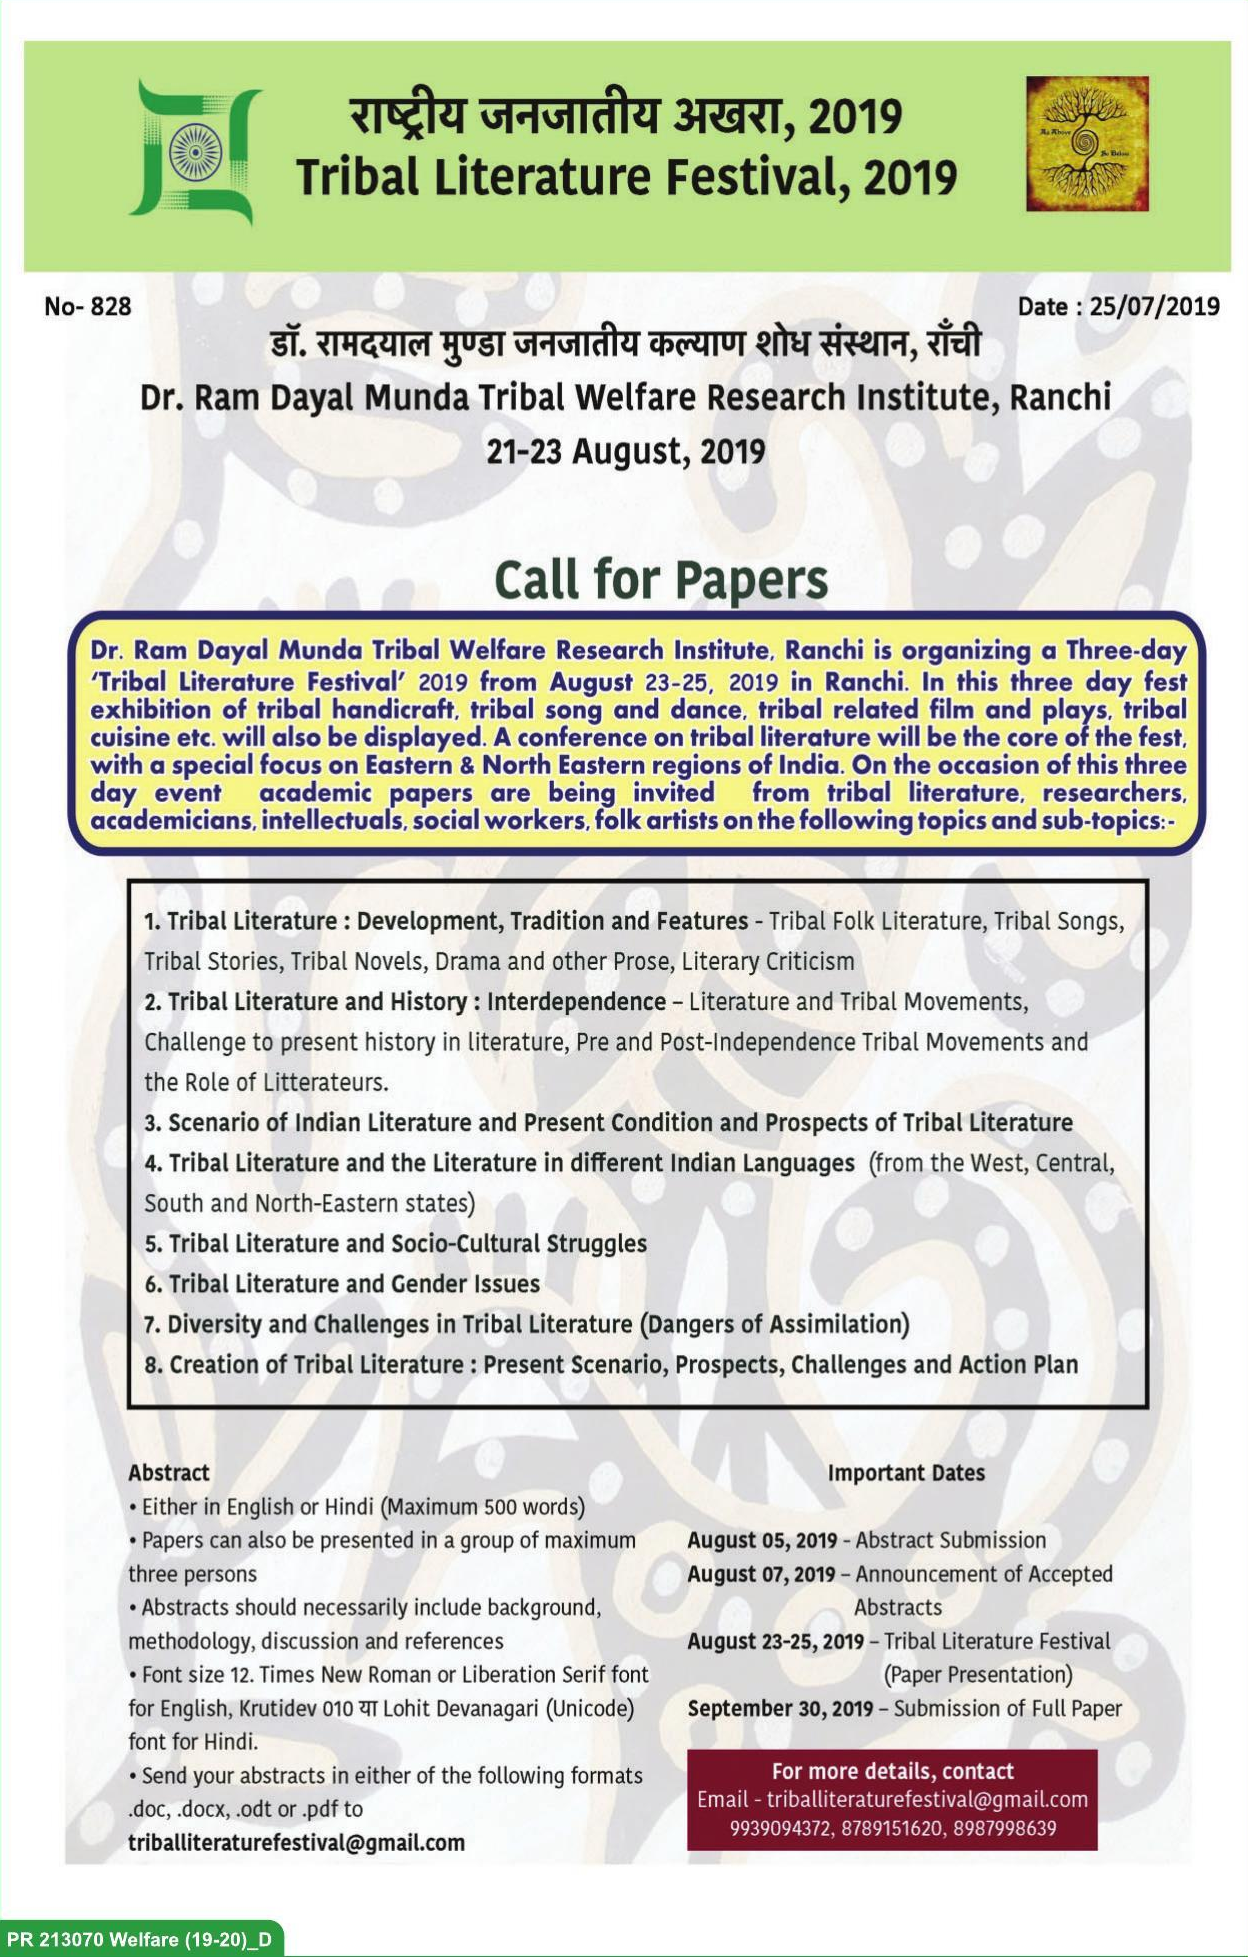 राष्ट्रीय जनजातीय अखरा, 2019
Tribal Literature Festival, 2019
As Above
So Below
No- 828
Date : 25/07/2019
डॉ. रामदयाल मुण्डा जनजातीय कल्याण शोध संस्थान, राँची
Dr. Ram Dayal Munda Tribal Welfare Research Institute, Ranchi
21-23 August, 2019
Call for Papers
Dr. Ram Dayal Munda Tribal Welfare Research Institute, Ranchi is organizing a Three-day
‘Tribal Literature Festival’ 2019 from August 23-25, 2019 in Ranchi. In this three day fest
exhibition of tribal handicraft, tribal song and dance, tribal related film and plays, tribal
cuisine etc. will also be displayed. A conference on tribal literature will be the core of the fest,
with a special focus on Eastern & North Eastern regions of India. On the occasion of this three
day event academic papers are being invited from tribal literature, researchers,
academicians, intellectuals, social workers, folk artists on the following topics and sub-topics:-
1. Tribal Literature : Development, Tradition and Features - Tribal Folk Literature, Tribal Songs,
Tribal Stories, Tribal Novels, Drama and other Prose, Literary Criticism
2. Tribal Literature and History : Interdependence – Literature and Tribal Movements,
Challenge to present history in literature, Pre and Post-Independence Tribal Movements and
the Role of Litterateurs.
3. Scenario of Indian Literature and Present Condition and Prospects of Tribal Literature
4. Tribal Literature and the Literature in different Indian Languages (from the West, Central,
South and North-Eastern states)
5. Tribal Literature and Socio-Cultural Struggles
6. Tribal Literature and Gender Issues
7. Diversity and Challenges in Tribal Literature (Dangers of Assimilation)
8. Creation of Tribal Literature : Present Scenario, Prospects, Challenges and Action Plan
Abstract
• Either in English or Hindi (Maximum 500 words)
• Papers can also be presented in a group of maximum
three persons
• Abstracts should necessarily include background,
methodology, discussion and references
• Font size 12. Times New Roman or Liberation Serif font
for English, Krutidev 010 या Lohit Devanagari (Unicode)
font for Hindi.
• Send your abstracts in either of the following formats
.doc, .docx, .odt or .pdf to
triballiteraturefestival@gmail.com
Important Dates
August 05, 2019 - Abstract Submission
August 07, 2019 – Announcement of Accepted
Abstracts
August 23-25, 2019 – Tribal Literature Festival
(Paper Presentation)
September 30, 2019 – Submission of Full Paper
For more details, contact
Email - triballiteraturefestival@gmail.com
9939094372, 8789151620, 8987998639
PR 213070 Welfare (19-20)_D